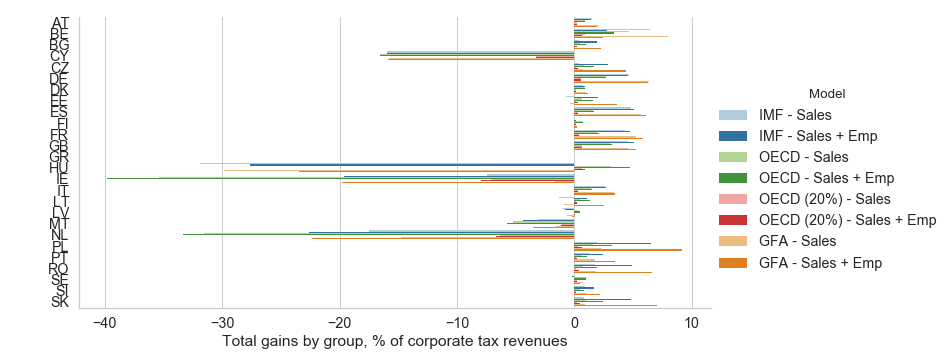 AT
BE
BG
CY
CZ
DE
DK
EE
ES
FI
FR
GB
GR
HU
IE
IT
LT
LV
MT
NL
PL
PT
RO
SE
SI
SK
−40 −30 −20 −10 0 10
Total gains by group, % of corporate tax revenues
Model
IMF - Sales
IMF - Sales + Emp
OECD - Sales
OECD - Sales + Emp
OECD (20%) - Sales
OECD (20%) - Sales + Emp
GFA - Sales
GFA - Sales + Emp